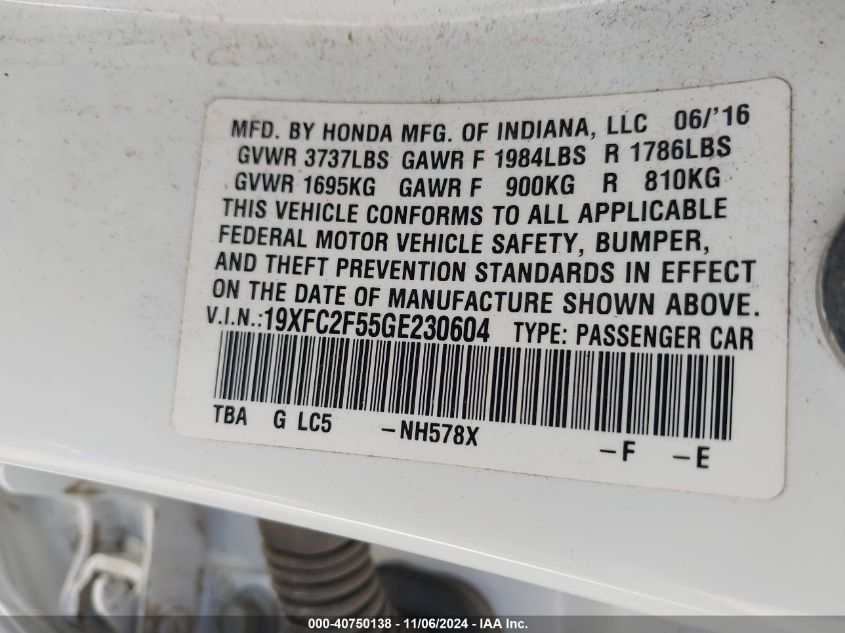 MFD. BY HONDA MFG. OF INDIANA, LLC 06/'16
GVWR 3737LBS GAWR F 1984LBS R 1786LBS
GVWR 1695KG GAWR F 900KG R 810KG
THIS VEHICLE CONFORMS TO ALL APPLICABLE
FEDERAL MOTOR VEHICLE SAFETY, BUMPER,
AND THEFT PREVENTION STANDARDS IN EFFECT
ON THE DATE OF MANUFACTURE SHOWN ABOVE.
V.I.N.:19XFC2F55GE230604 TYPE: PASSENGER CAR
TBA G LC5 -NH578X
-F -E
000-40750138 - 11/06/2024 - IAA Inc.